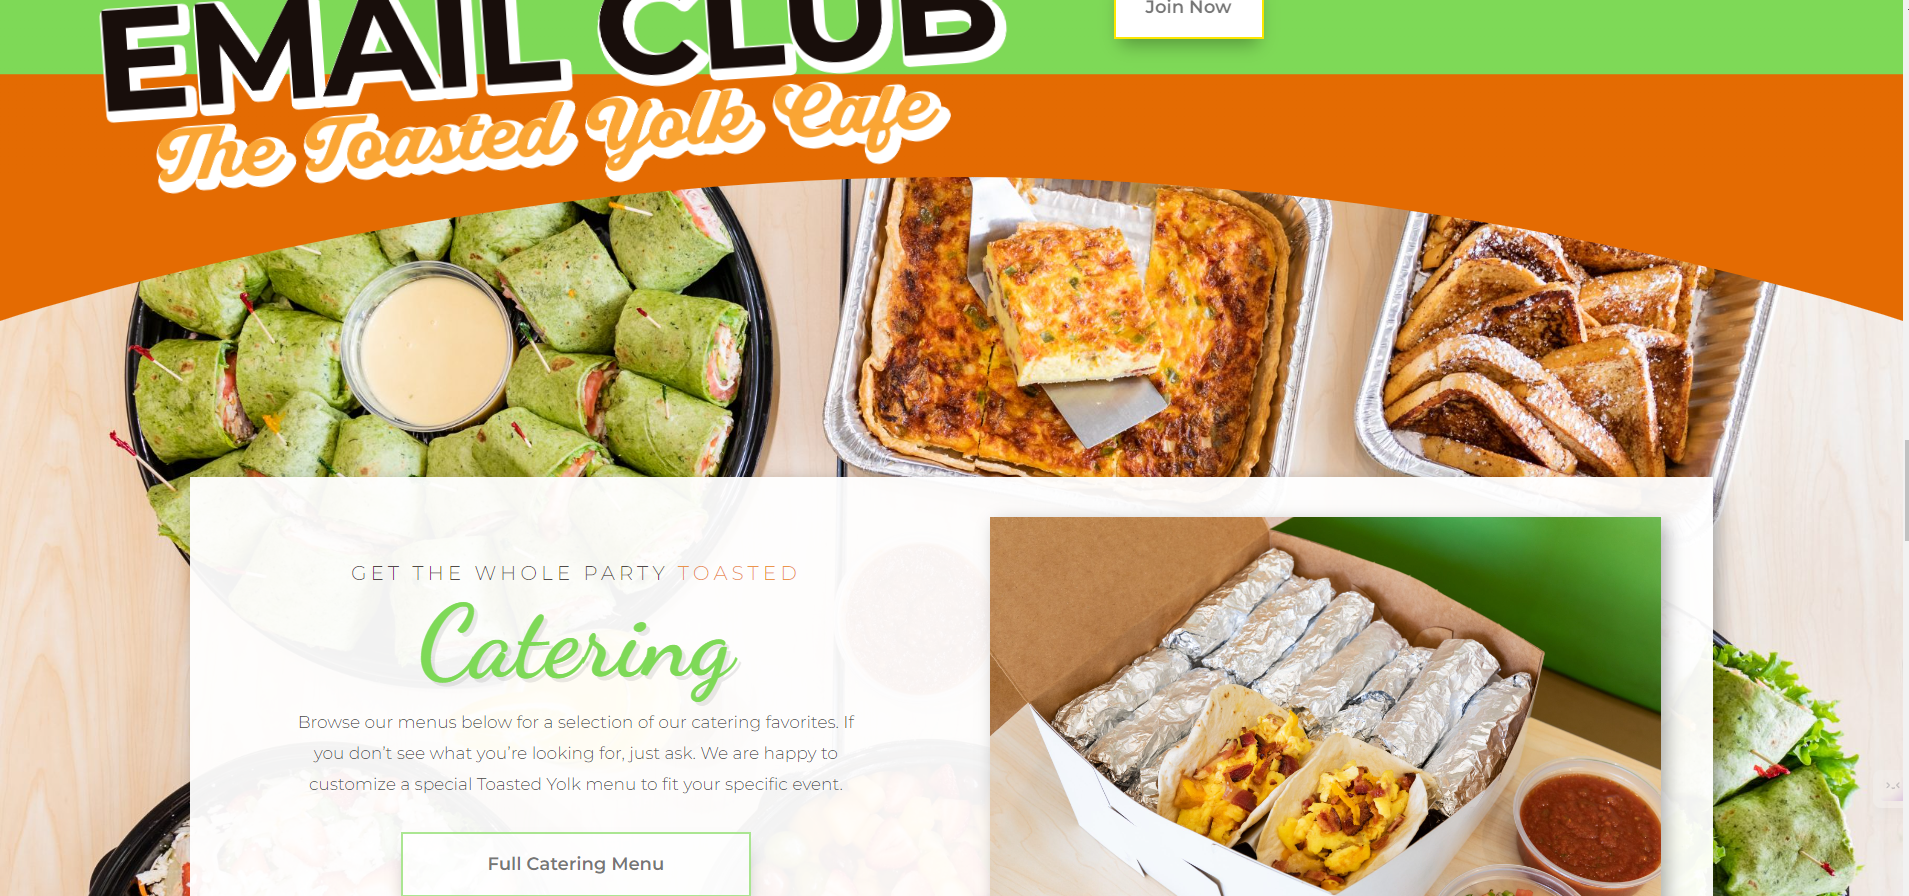 Join Now
EMAIL CLUB
The Toasted Yolk Cafe
GET THE WHOLE PARTY TOASTED
Catering
Browse our menus below for a selection of our catering favorites. If
you don't see what you're looking for, just ask. We are happy to
customize a special Toasted Yolk menu to fit your specific event.
Full Catering Menu